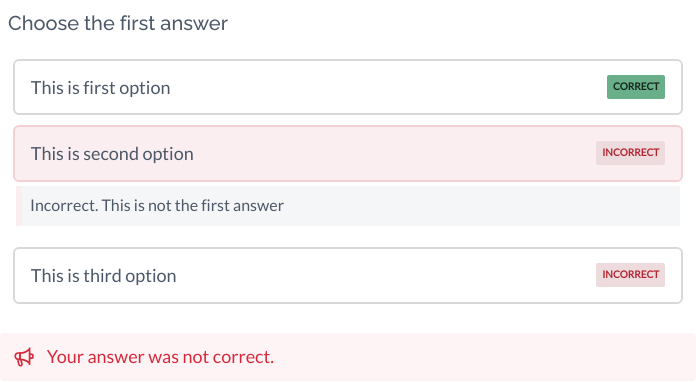 Choose the first answer
This is first option
CORRECT
This is second option
INCORRECT
Incorrect. This is not the first answer
This is third option
INCORRECT
Your answer was not correct.